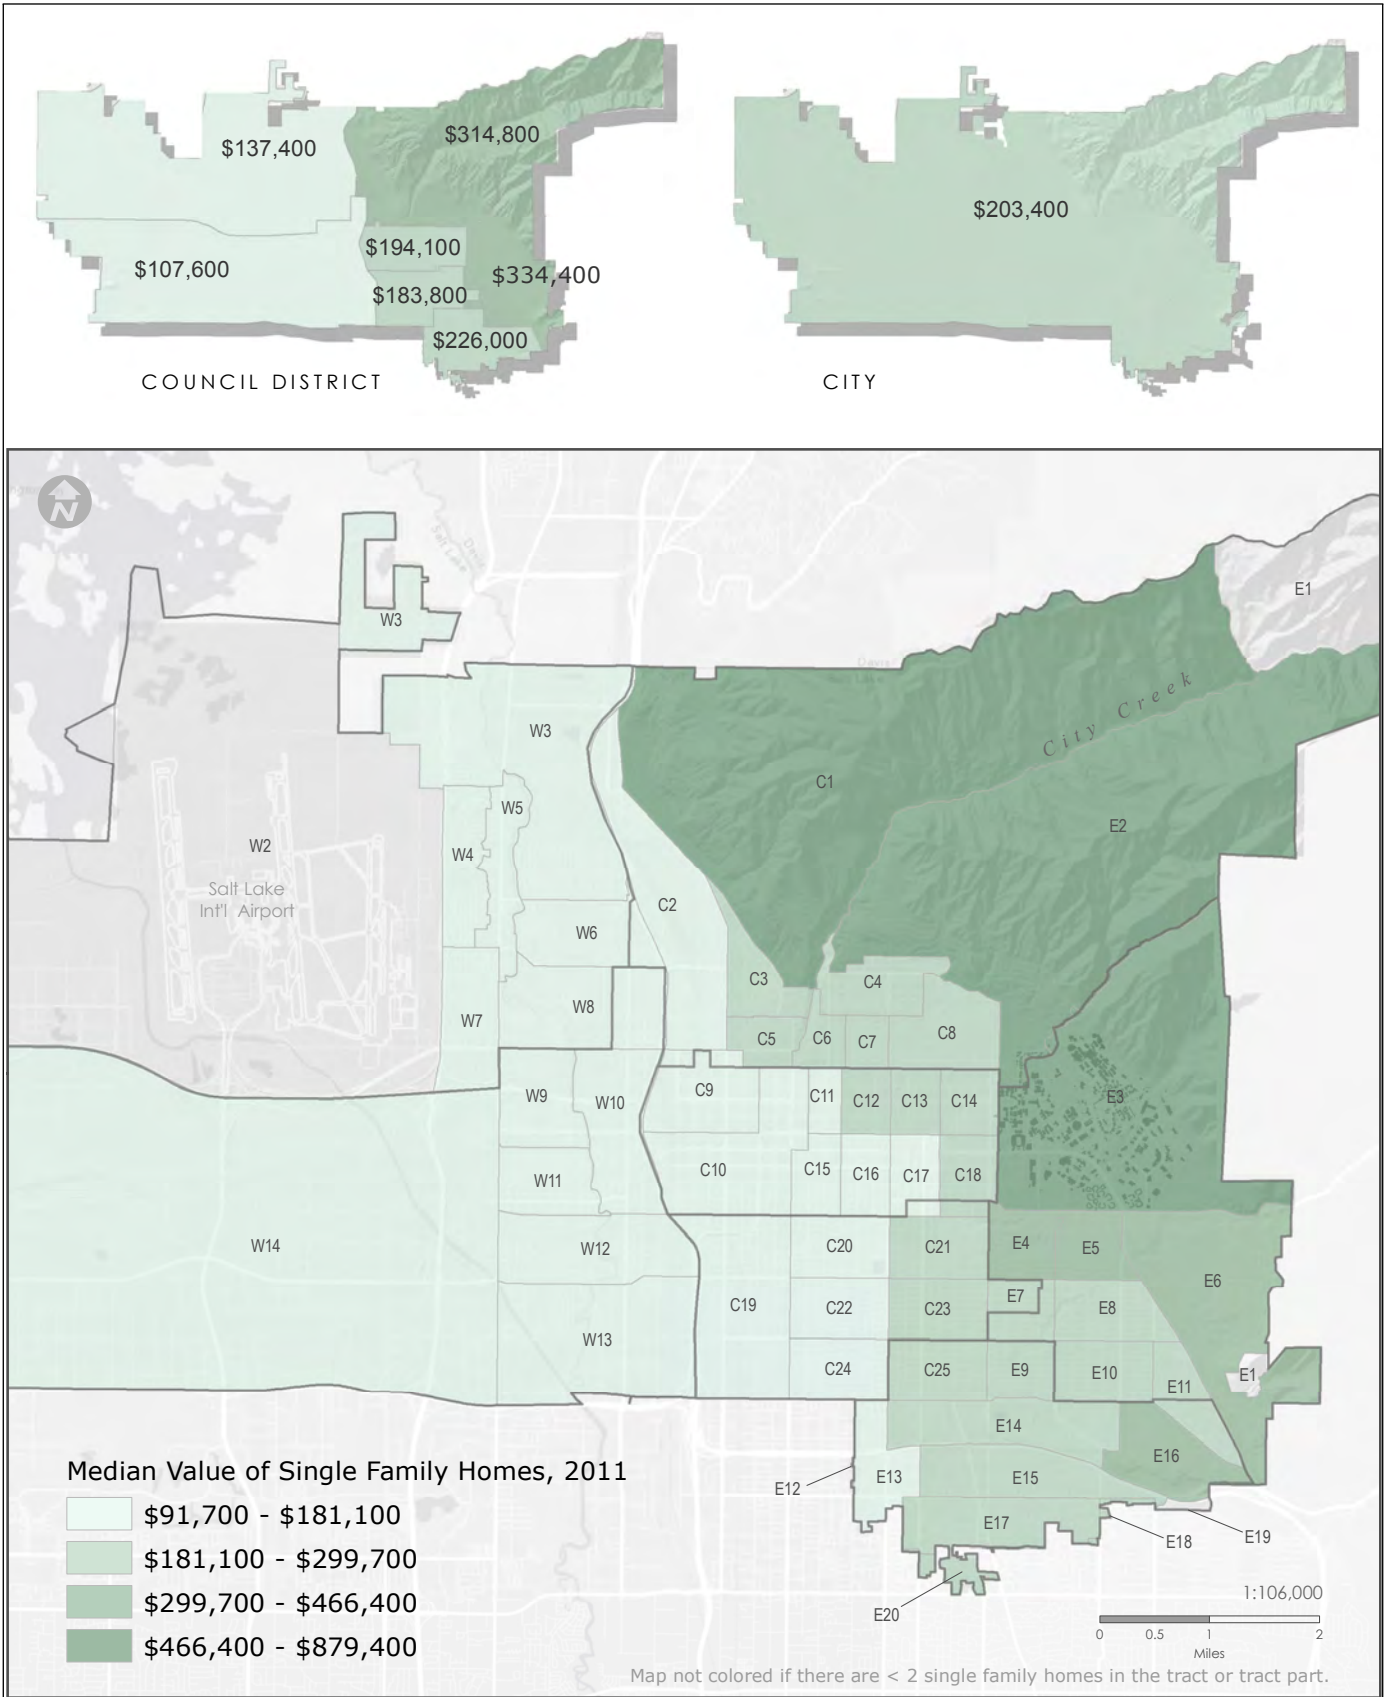 $314,800
$137,400
$194,100
$107,600
$334,400
$183,800
$226,000
COUNCIL DISTRICT
$203,400
CITY
N
Davis
Salt Lake
E1
W3
Davis
City Creek
W3
C1
W5
E2
W2
W4
Salt Lake
Int'l Airport
C2
W6
C3
C4
W8
W7
C5
C6
C7
C8
C9
W9
W10
C11
C12
C13
C14
E3
C10
C15
C16
C17
C18
W11
W14
W12
C20
C21
E4
E5
E6
C19
C22
C23
E7
E8
W13
C24
C25
E9
E10
E11
E1
E14
E16
E12
E13
E15
E17
E18
E19
E20
Median Value of Single Family Homes, 2011
$91,700 - $181,100
$181,100 - $299,700
$299,700 - $466,400
$466,400 - $879,400
1:106,000
0 0.5 1 2
Miles
Map not colored if there are < 2 single family homes in the tract or tract part.